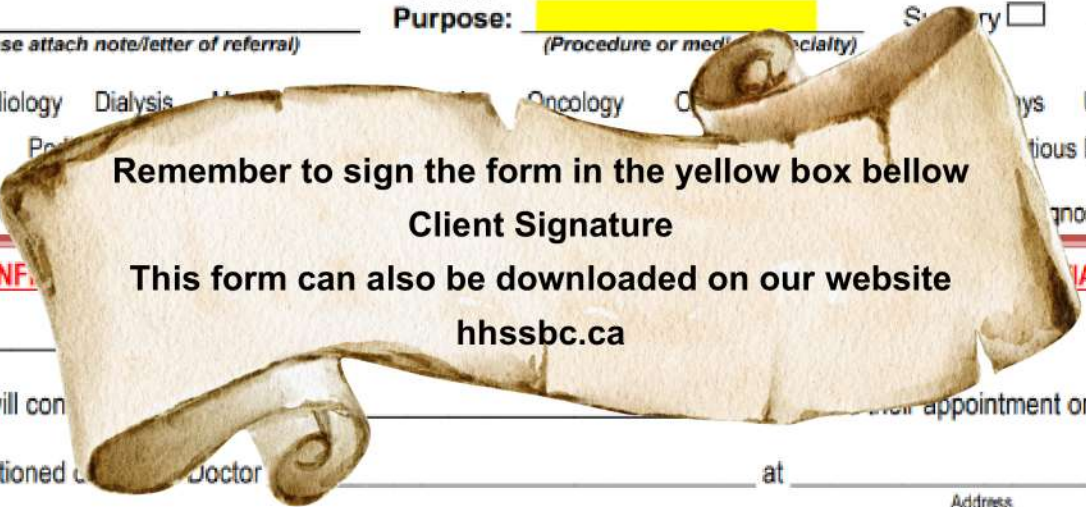 Purpose:
se attach note/letter of referral)
(Procedure or
iology Dialysis Oncology
Remember to sign the form in the yellow box bellow
Client Signature
This form can also be downloaded on our website
hhssbc.ca
ill con appointment
tioned Doctor at
Address